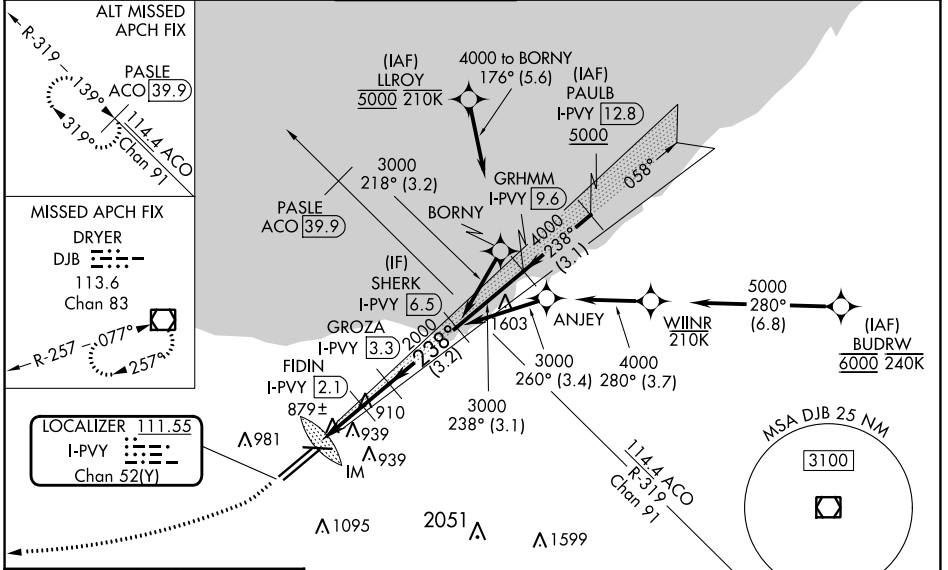 ALT MISSED
APCH FIX
R-319
139°
319°
PASLE
ACO 39.9
114.4 ACO
Chan 91
MISSED APCH FIX
DRYER
DJB
113.6
Chan 83
R-257
077°
257°
LOCALIZER 111.55
I-PVY
Chan 52(Y)
(IAF)
LLROY
5000 210K
4000 to BORNY
176° (5.6)
(IAF)
PAULB
I-PVY 12.8
5000
058°
3000
218° (3.2)
GRHMM
I-PVY 9.6
PASLE
ACO 39.9
BORNY
4000
238°
(3.1)
(IF)
SHERK
I-PVY 6.5
1603
ANJEY
WIINR
210K
5000
280°
(6.8)
(IAF)
BUDRW
6000 240K
GROZA
I-PVY 3.3
2000
238°
(3.2)
3000
260° (3.4)
4000
280° (3.7)
FIDIN
I-PVY 2.1
3000
238° (3.1)
879±
910
981
939
939
IM
114.4 ACO
R-319
Chan 91
MSA DJB 25 NM
3100
1095
2051
1599